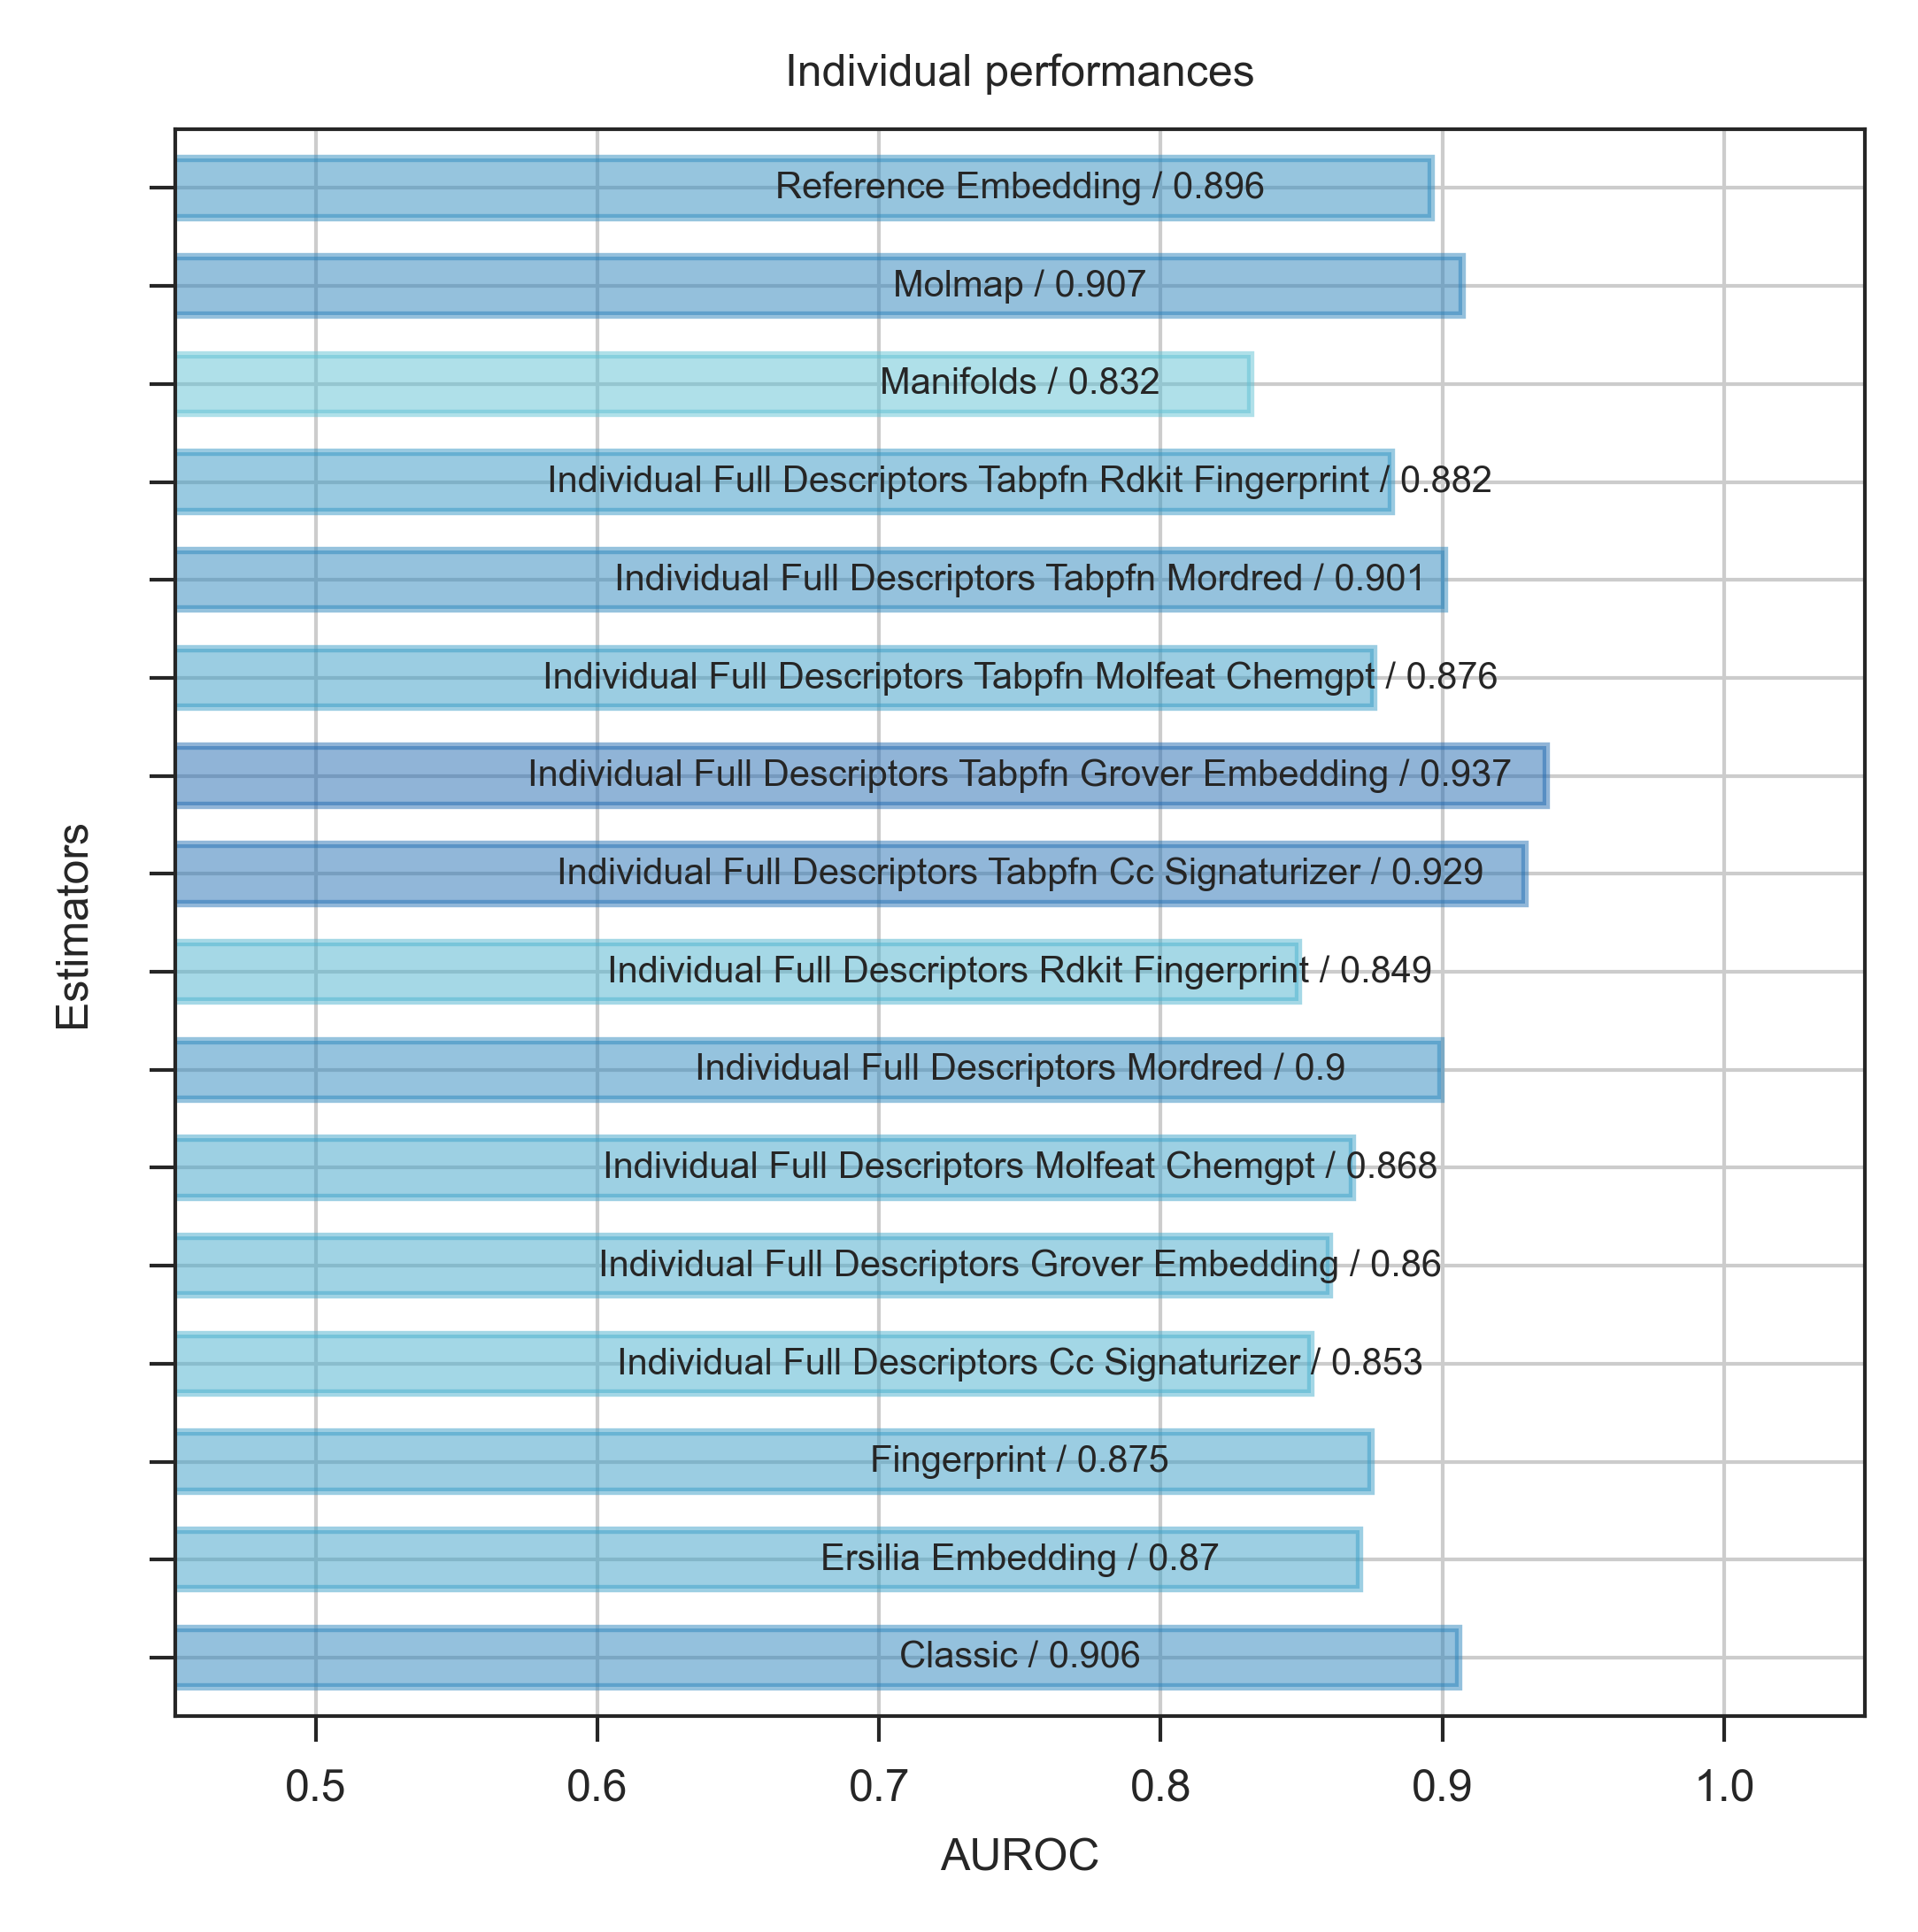 Individual performances
Reference Embedding / 0.896
Molmap / 0.907
Manifolds / 0.832
Individual Full Descriptors Tabpfn Rdkit Fingerprint / 0.882
Individual Full Descriptors Tabpfn Mordred / 0.901
Individual Full Descriptors Tabpfn Molfeat Chemgpt / 0.876
Individual Full Descriptors Tabpfn Grover Embedding / 0.937
Individual Full Descriptors Tabpfn Cc Signaturizer / 0.929
Individual Full Descriptors Rdkit Fingerprint / 0.849
Individual Full Descriptors Mordred / 0.9
Individual Full Descriptors Molfeat Chemgpt / 0.868
Individual Full Descriptors Grover Embedding / 0.86
Individual Full Descriptors Cc Signaturizer / 0.853
Fingerprint / 0.875
Ersilia Embedding / 0.87
Classic / 0.906
Estimators
0.5 0.6 0.7 0.8 0.9 1.0
AUROC